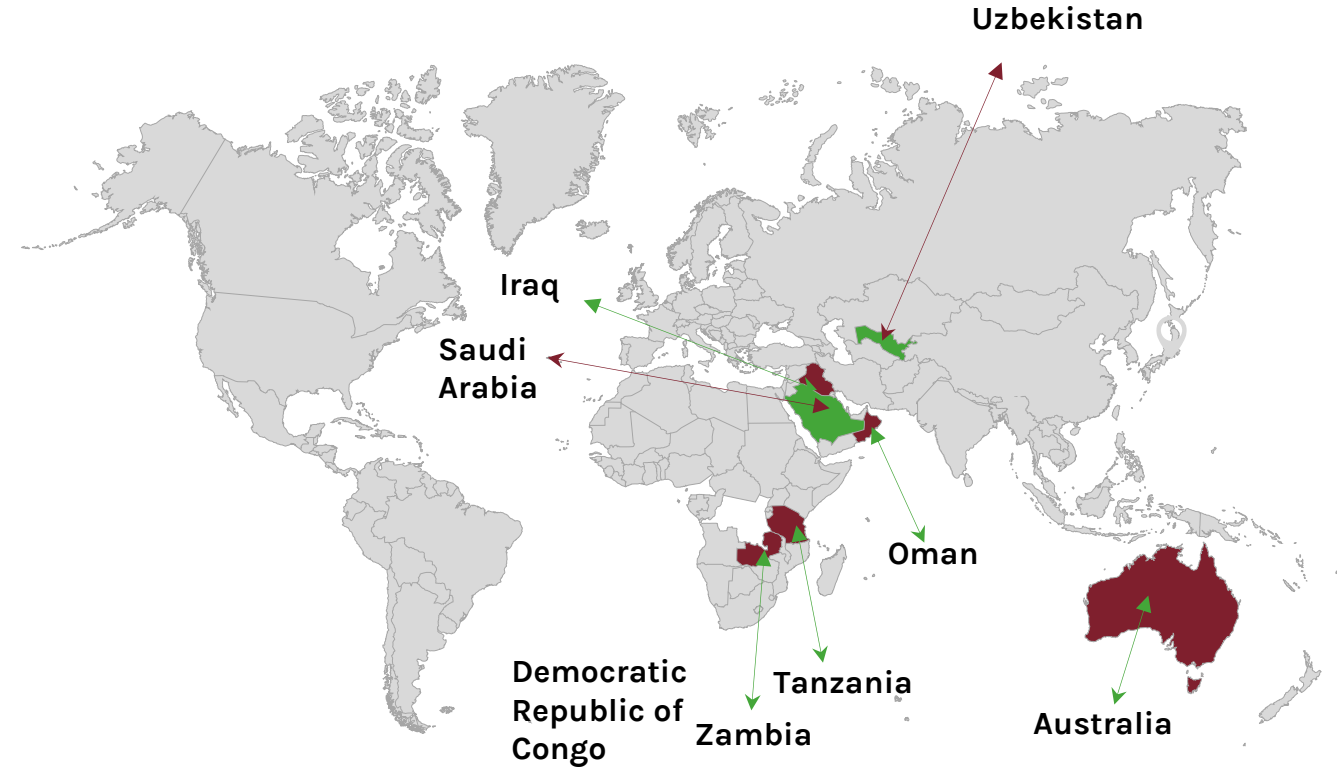 Uzbekistan
Iraq
Saudi
Arabia
Oman
Democratic
Republic of
Congo
Tanzania
Zambia
Australia